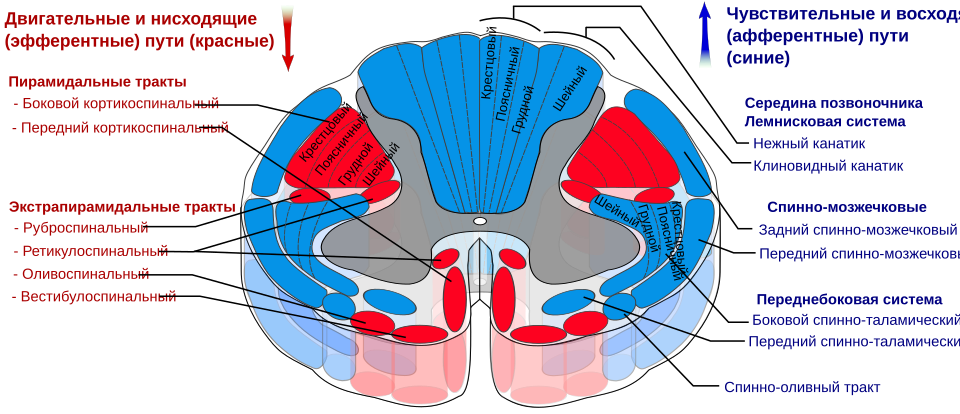 Двигательные и нисходящие
(эфферентные) пути (красные)
Пирамидальные тракты
- Боковой кортикоспинальный
- Передний кортикоспинальный
Экстрапирамидальные тракты
- Руброспинальный
- Ретикулоспинальный
- Оливоспинальный
- Вестибулоспинальный
Крестцовый
Поясничный
Грудной
Шейный
Крестцовый
Поясничный
Грудной
Шейный
Шейный
Грудной
Поясничный
Крестцовый
Чувствительные и восходя
(афферентные) пути
(синие)
Середина позвоночника
Лемнисковая система
Нежный канатик
Клиновидный канатик
Спинно-мозжечковые
Задний спинно-мозжечковый
Передний спинно-мозжечковы
Переднебоковая система
Боковой спинно-таламический
Передний спинно-таламически
Спинно-оливный тракт